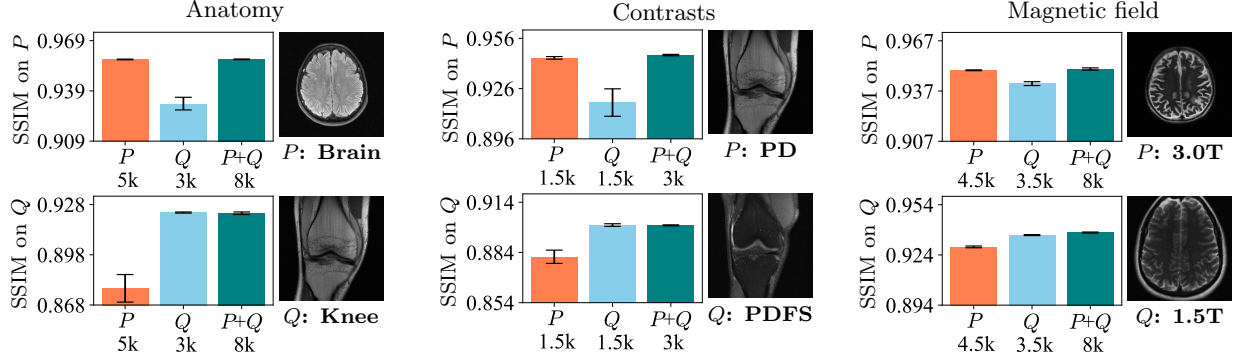 Anatomy
SSIM on P
0.969
0.939
0.909
P Q P+Q
5k 3k 8k
P: Brain
SSIM on Q
0.928
0.898
0.868
P Q P+Q
5k 3k 8k
Q: Knee
Contrasts
SSIM on P
0.956
0.926
0.896
P Q P+Q
1.5k 1.5k 3k
P: PD
SSIM on Q
0.914
0.884
0.854
P Q P+Q
1.5k 1.5k 3k
Q: PDFS
Magnetic field
SSIM on P
0.967
0.937
0.907
P Q P+Q
4.5k 3.5k 8k
P: 3.0T
SSIM on Q
0.954
0.924
0.894
P Q P+Q
4.5k 3.5k 8k
Q: 1.5T